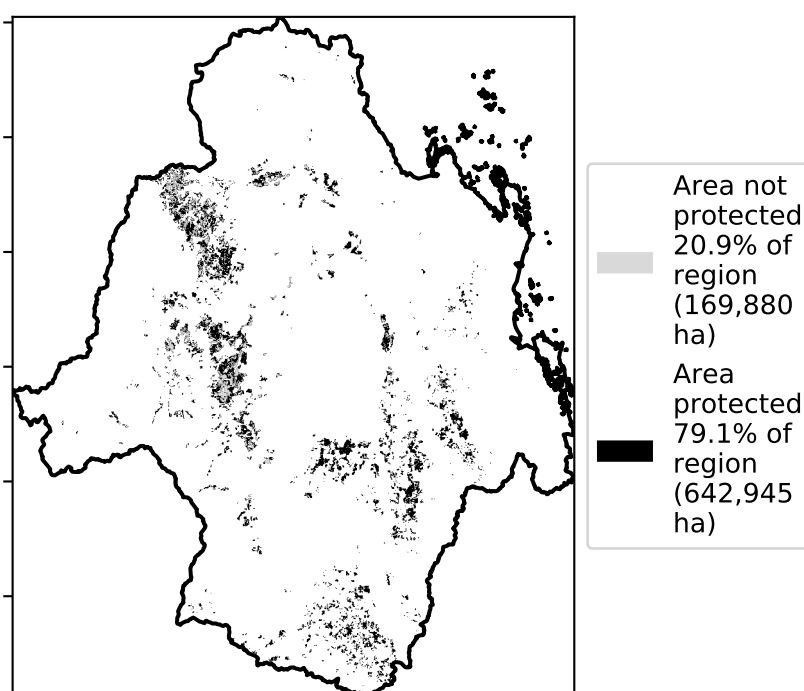 Area not
protected
20.9% of
region
(169,880
ha)
Area
protected
79.1% of
region
(642,945
ha)